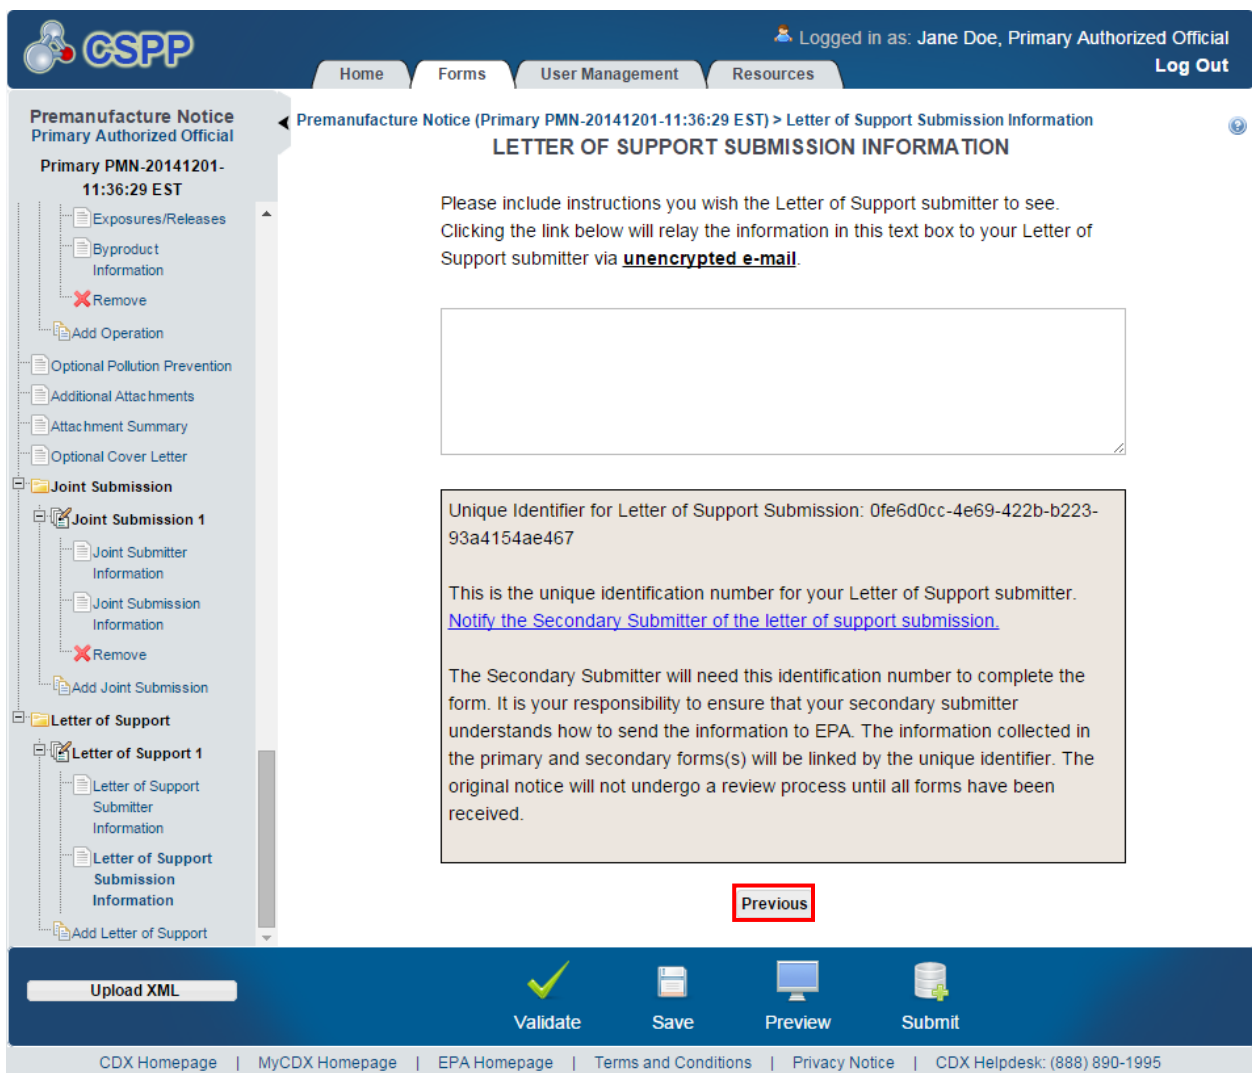 CSPP
Logged in as: Jane Doe, Primary Authorized Official
Log Out
Home
Forms
User Management
Resources
Premanufacture Notice
Primary Authorized Official
Primary PMN-20141201-
11:36:29 EST
Exposures/Releases
Byproduct
Information
Remove
Add Operation
Optional Pollution Prevention
Additional Attachments
Attachment Summary
Optional Cover Letter
Joint Submission
Joint Submission 1
Joint Submitter
Information
Joint Submission
Information
Remove
Add Joint Submission
Letter of Support
Letter of Support 1
Letter of Support
Submitter
Information
Letter of Support
Submission
Information
Add Letter of Support
Premanufacture Notice (Primary PMN-20141201-11:36:29 EST) > Letter of Support Submission Information
LETTER OF SUPPORT SUBMISSION INFORMATION
Please include instructions you wish the Letter of Support submitter to see.
Clicking the link below will relay the information in this text box to your Letter of
Support submitter via unencrypted e-mail.
Unique Identifier for Letter of Support Submission: 0fe6d0cc-4e69-422b-b223-
93a4154ae467
This is the unique identification number for your Letter of Support submitter.
Notify the Secondary Submitter of the letter of support submission.
The Secondary Submitter will need this identification number to complete the
form. It is your responsibility to ensure that your secondary submitter
understands how to send the information to EPA. The information collected in
the primary and secondary forms(s) will be linked by the unique identifier. The
original notice will not undergo a review process until all forms have been
received.
Previous
Upload XML
Validate
Save
Preview
Submit
CDX Homepage | MyCDX Homepage | EPA Homepage | Terms and Conditions | Privacy Notice | CDX Helpdesk: (888) 890-1995